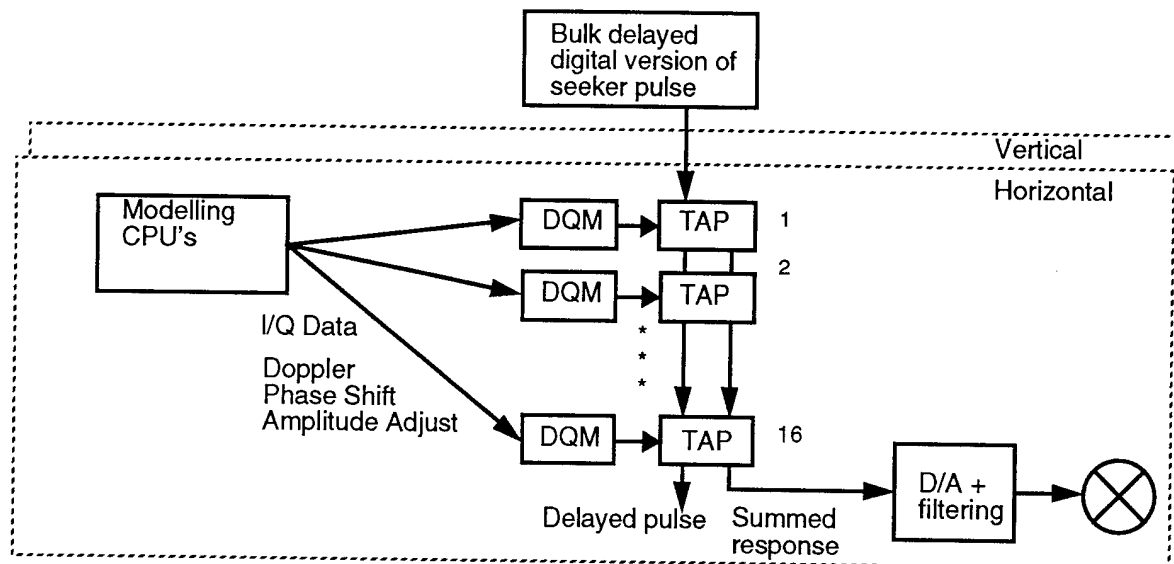 Bulk delayed
digital version of
seeker pulse
Vertical
Horizontal
Modelling
CPU's
DQM
TAP
1
2
DQM
TAP
I/Q Data
*
*
*
Doppler
Phase Shift
Amplitude Adjust
DQM
TAP
16
D/A +
filtering
Delayed pulse
Summed
response